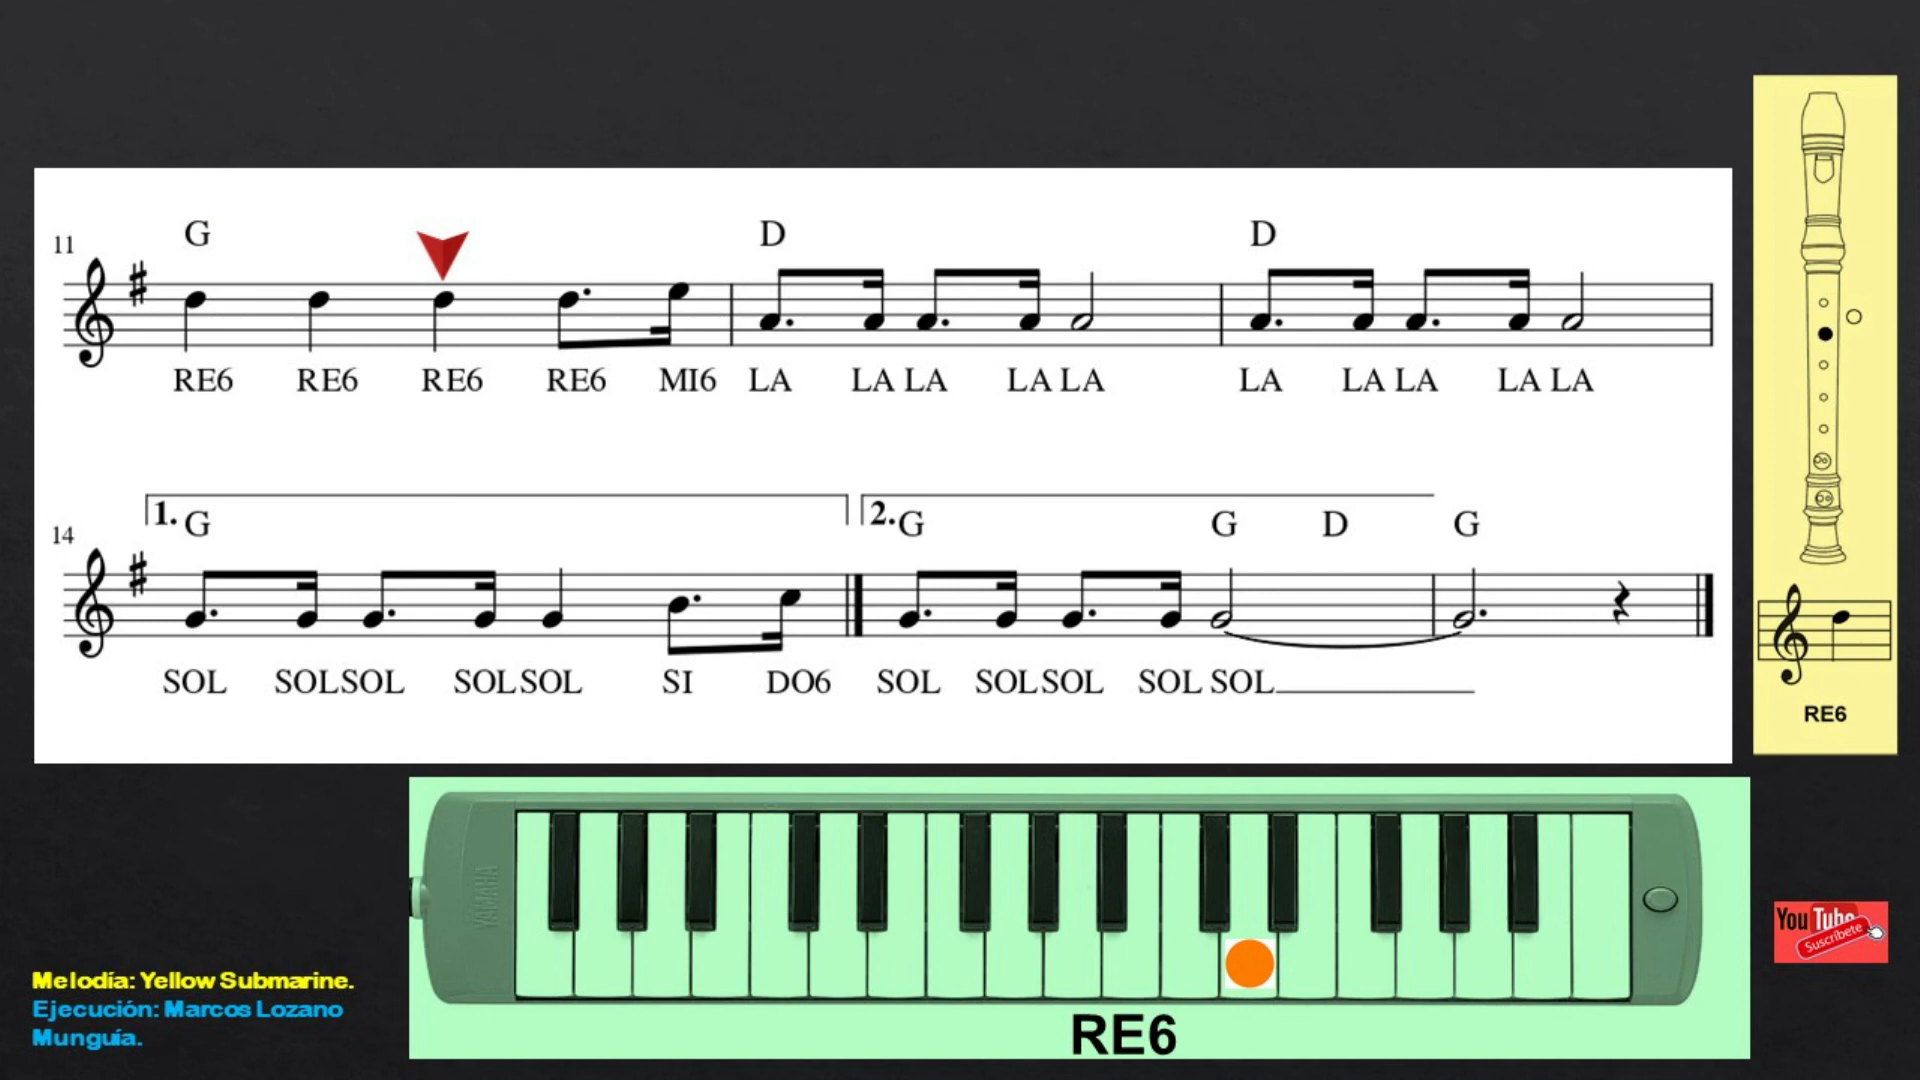 G D D
11
RE6 RE6 RE6 RE6 MI6 LA LA LA LA LA LA LA LA LA LA
1. G 2. G G D G
14
SOL SOL SOL SOL SOL SI DO6 SOL SOL SOL SOL SOL
RE6
YAMAHA
RE6
You Tube
Suscríbete
Melodía: Yellow Submarine.
Ejecución: Marcos Lozano
Munguía.